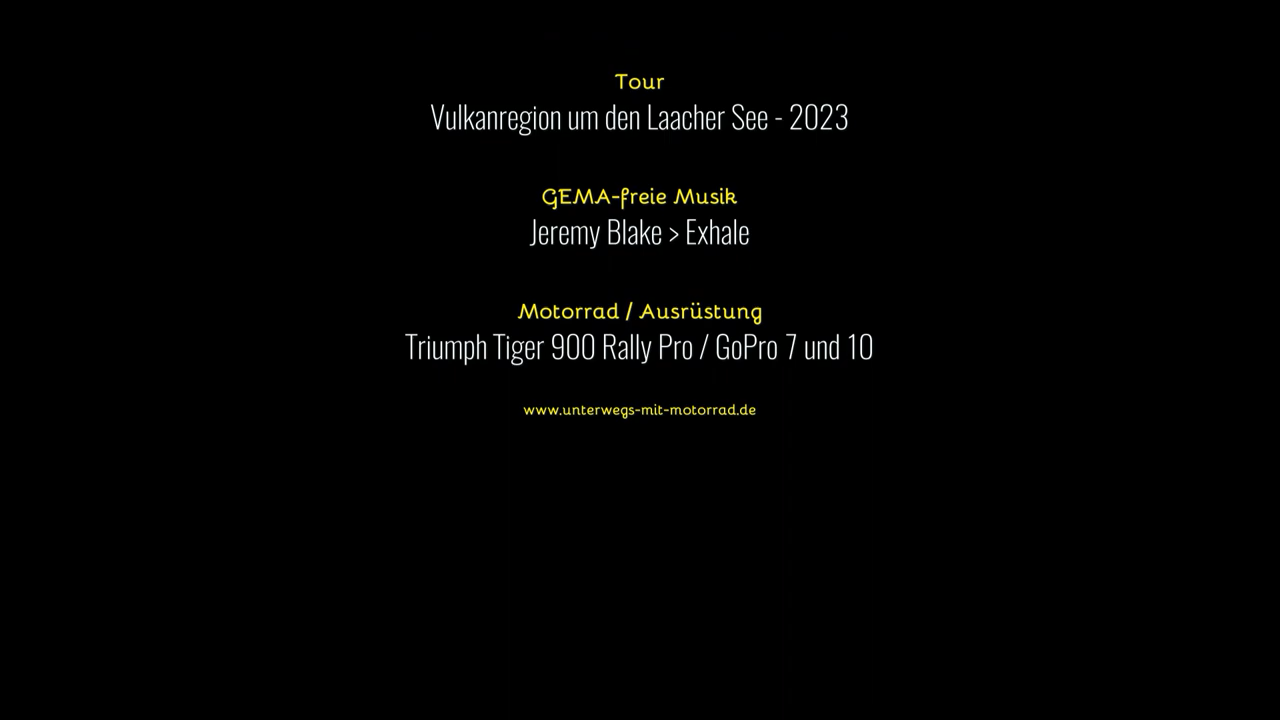 Tour
Vulkanregion um den Laacher See - 2023
GEMA-freie Musik
Jeremy Blake > Exhale
Motorrad / Ausrüstung
Triumph Tiger 900 Rally Pro / GoPro 7 und 10
www.unterwegs-mit-motorrad.de